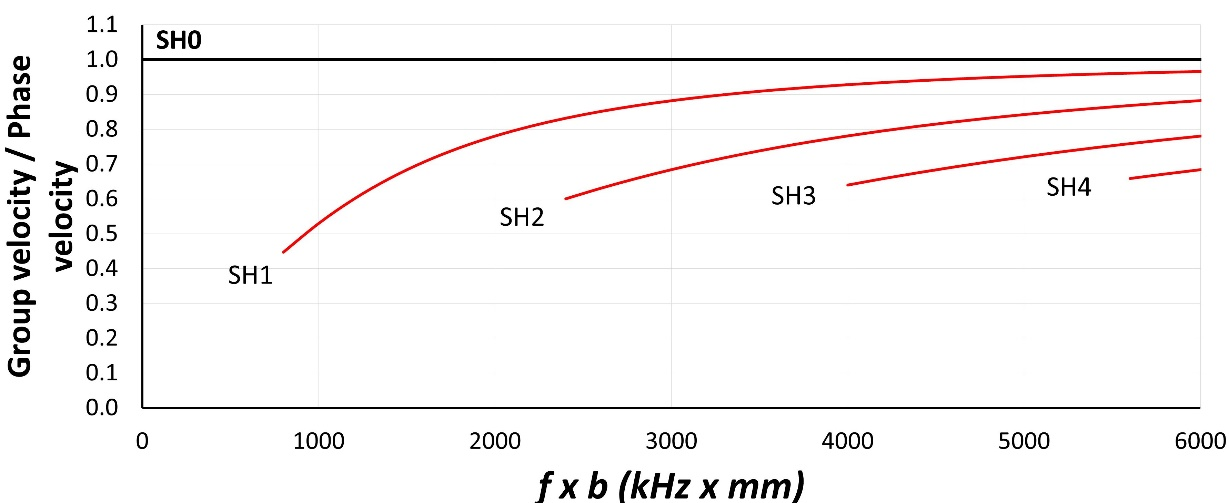 Group velocity / Phase
velocity
1.1
1.0
0.9
0.8
0.7
0.6
0.5
0.4
0.3
0.2
0.1
0.0
SH0
SH1
SH2
SH3
SH4
0 1000 2000 3000 4000 5000 6000
f x b (kHz x mm)